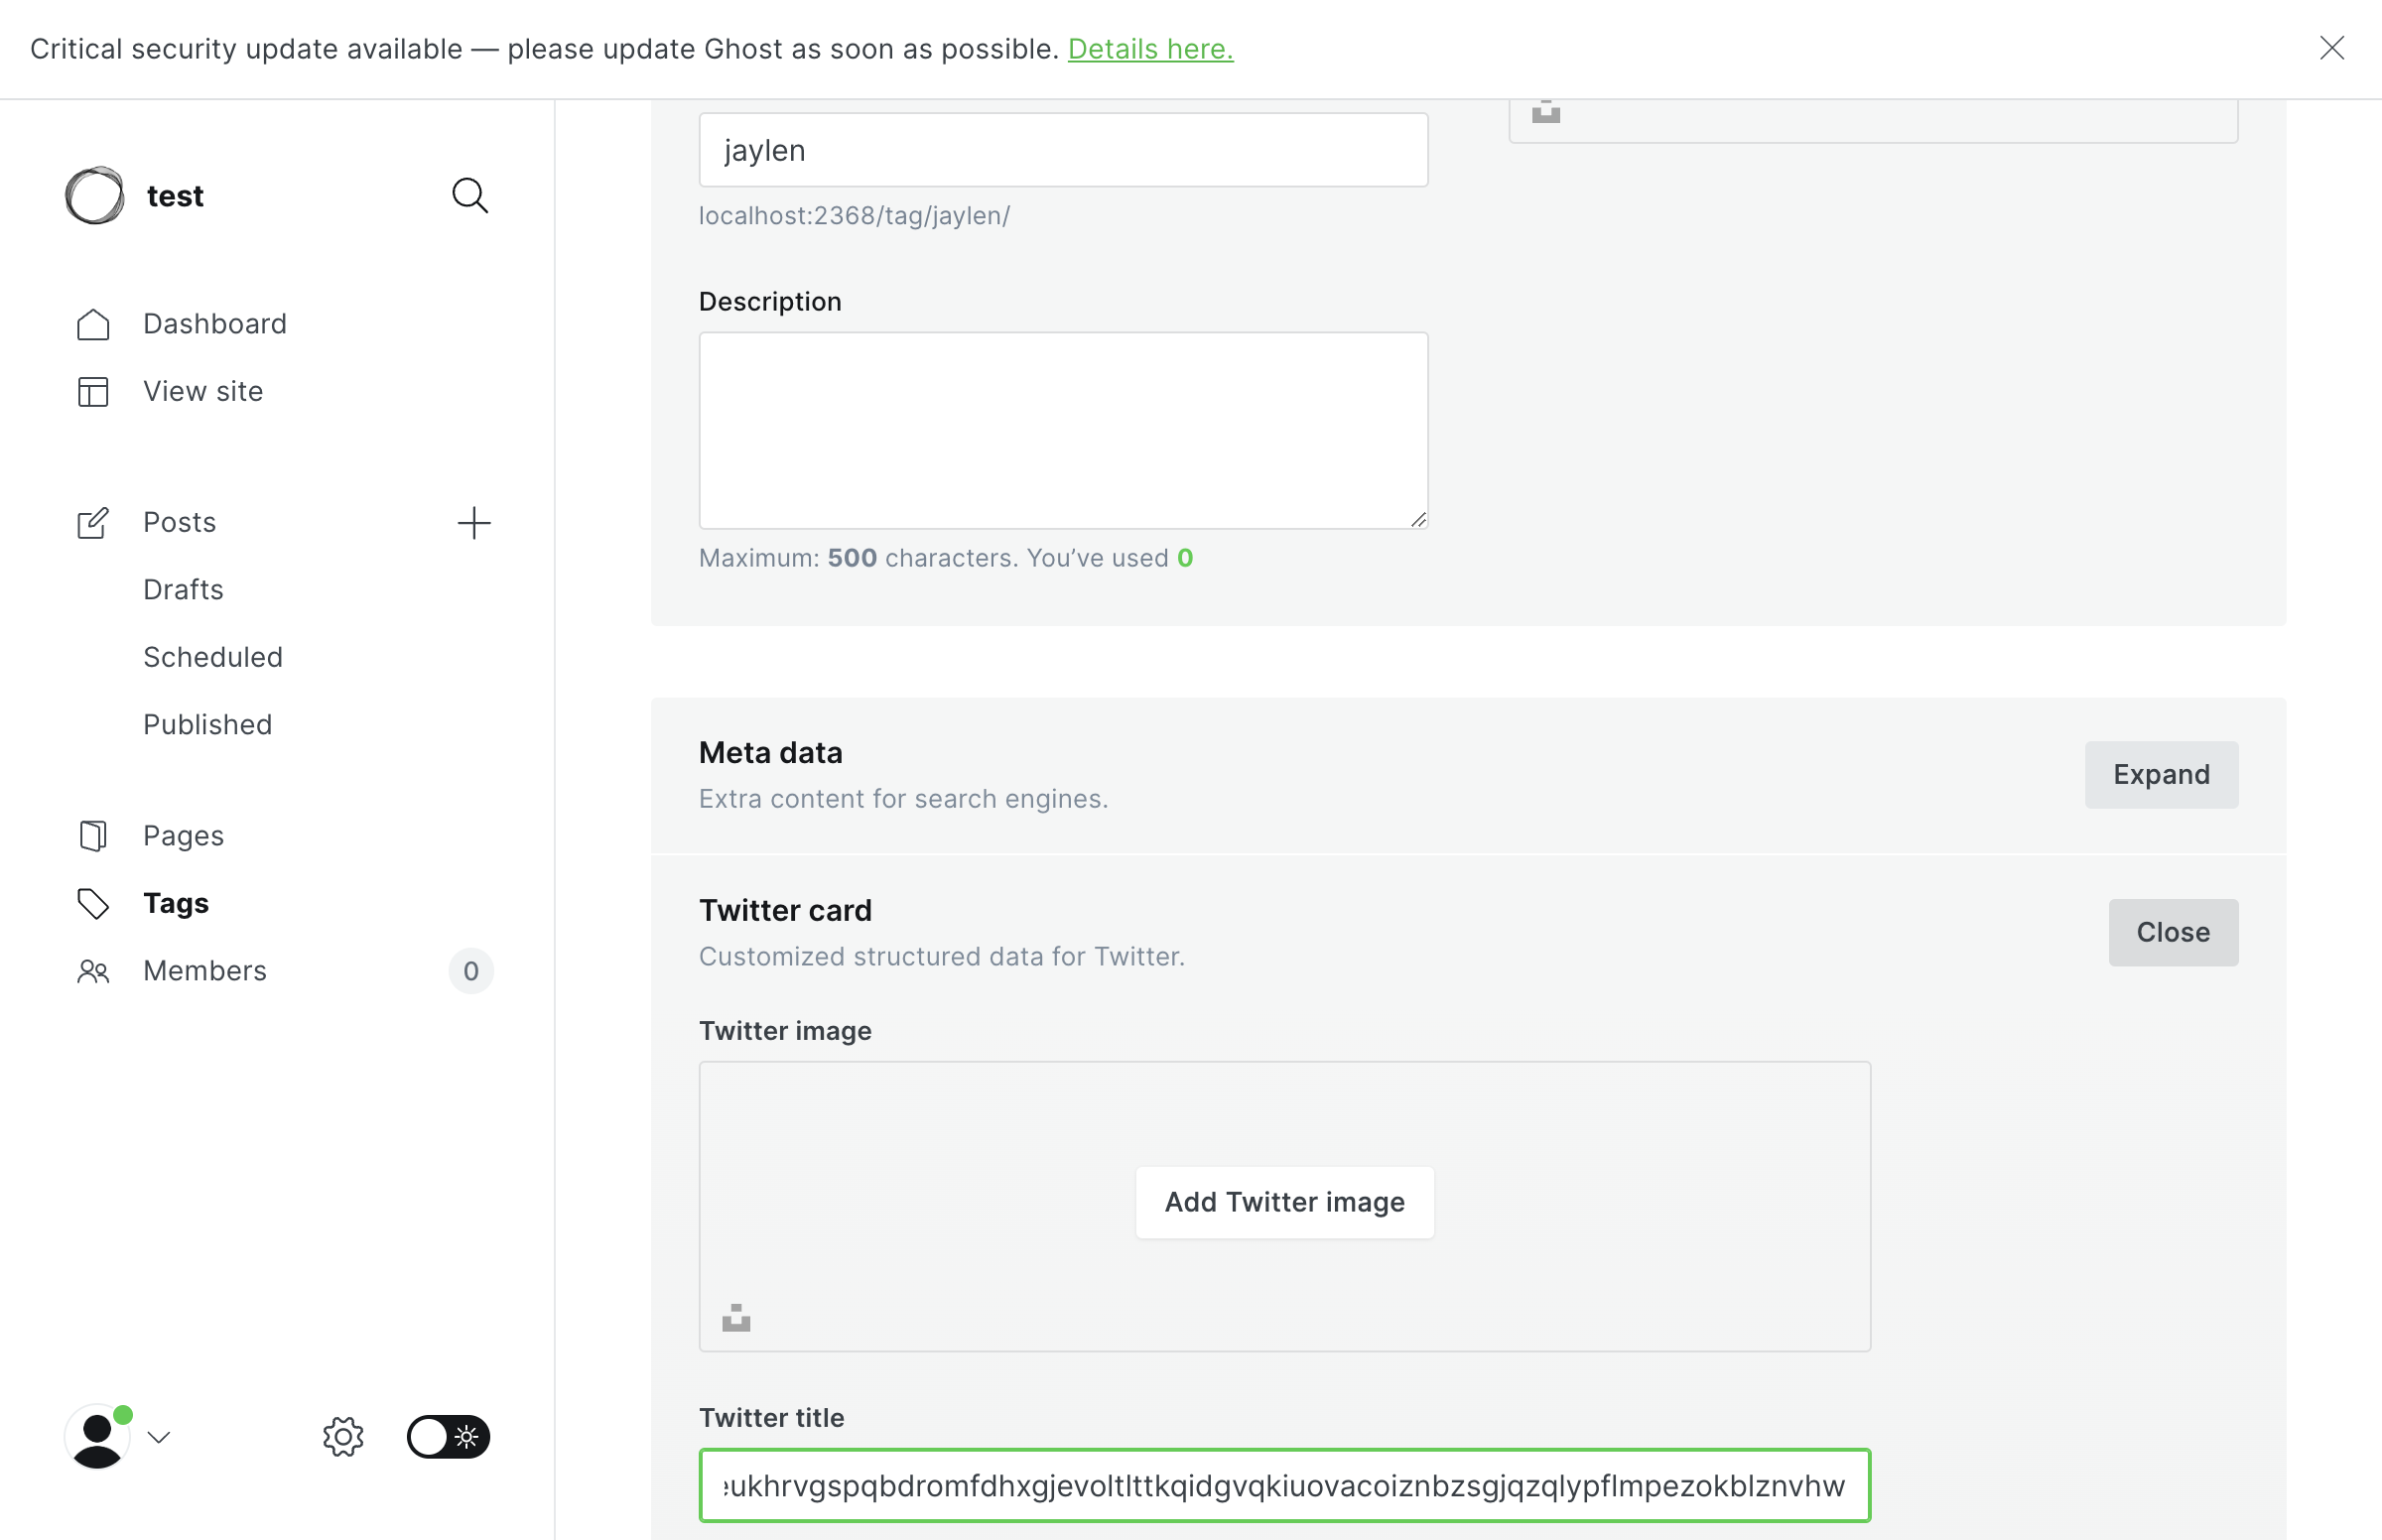 Critical security update available — please update Ghost as soon as possible. Details here.
test
Dashboard
View site
Posts
Drafts
Scheduled
Published
Pages
Tags
Members 0
jaylen
localhost:2368/tag/jaylen/
Description
Maximum: 500 characters. You’ve used 0
Meta data
Extra content for search engines.
Expand
Twitter card
Customized structured data for Twitter.
Close
Twitter image
Add Twitter image
Twitter title
ukhrvgspqbdromfdhxgjevoltlttkqidgvqkiuovacoiznbzsgjqzqlypflmpezokblznvhw